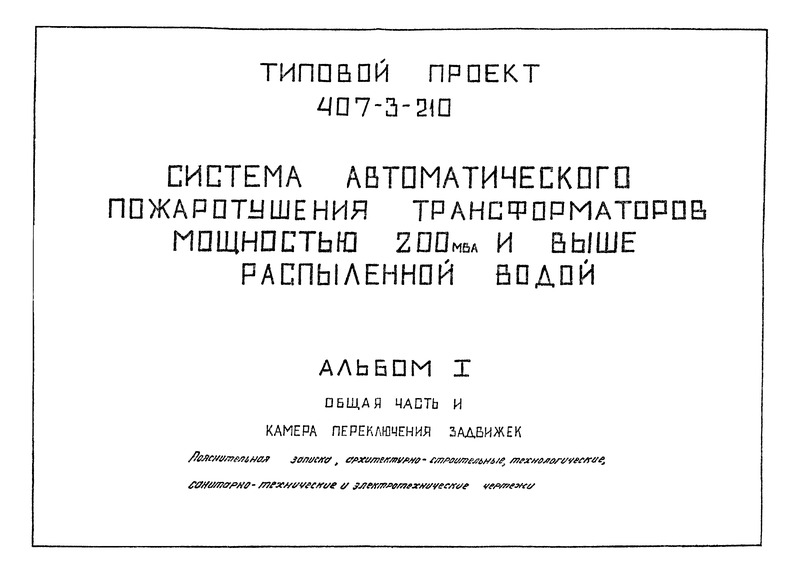 ТИПОВОЙ ПРОЕКТ
407-3-210
СИСТЕМА АВТОМАТИЧЕСКОГО
ПОЖАРОТУШЕНИЯ ТРАНСФОРМАТОРОВ
МОЩНОСТЬЮ 200МВА И ВЫШЕ
РАСПЫЛЕННОЙ ВОДОЙ
АЛЬБОМ I
ОБЩАЯ ЧАСТЬ И
КАМЕРА ПЕРЕКЛЮЧЕНИЯ ЗАДВИЖЕК
Пояснительная записка, архитектурно-строительные, технологические,
санитарно-технические и электротехнические чертежи